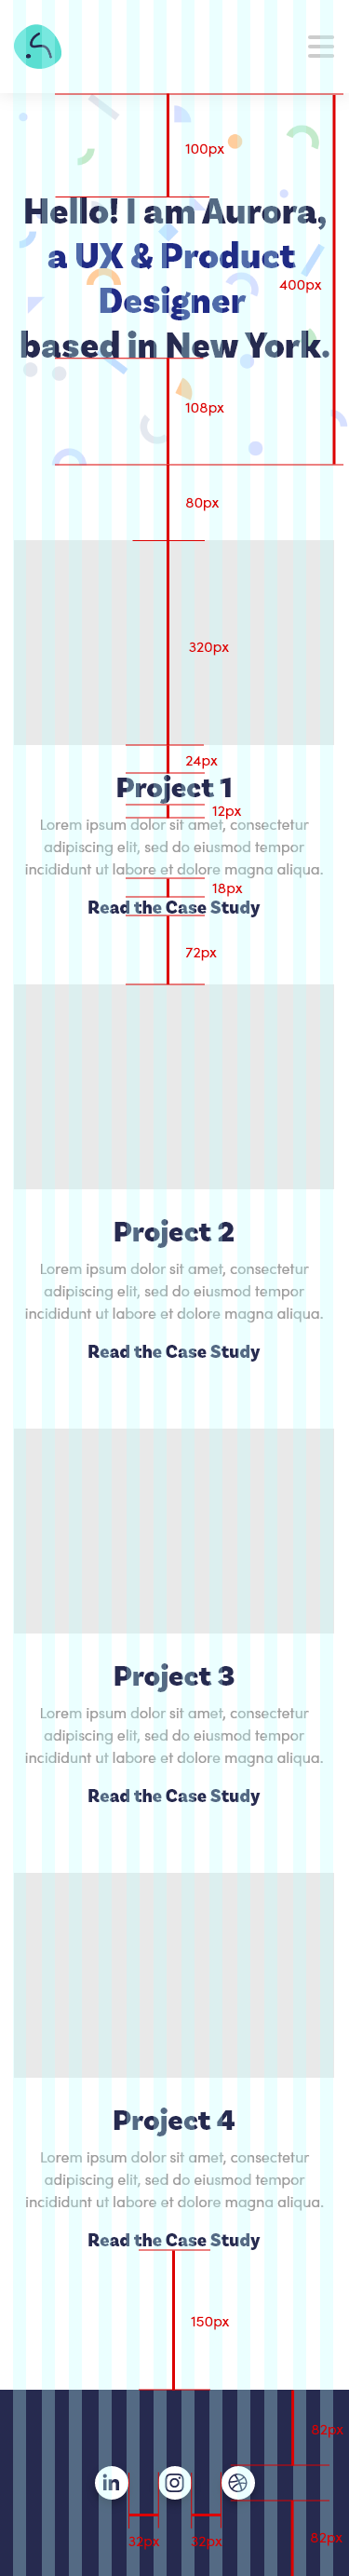 100px
Hello! I am Aurora,
a UX & Product
400px
Designer
based in New York.
108px
80px
320px
24px
Project 1
12px
Lorem ipsum dolor sit amet, consectetur
adipiscing elit, sed do eiusmod tempor
incididunt ut labore et dolore magna aliqua.
18px
Read the Case Study
72px
Project 2
Lorem ipsum dolor sit amet, consectetur
adipiscing elit, sed do eiusmod tempor
incididunt ut labore et dolore magna aliqua.
Read the Case Study
Project 3
Lorem ipsum dolor sit amet, consectetur
adipiscing elit, sed do eiusmod tempor
incididunt ut labore et dolore magna aliqua.
Read the Case Study
Project 4
Lorem ipsum dolor sit amet, consectetur
adipiscing elit, sed do eiusmod tempor
incididunt ut labore et dolore magna aliqua.
Read the Case Study
150px
82px
in
32px 32px 82px